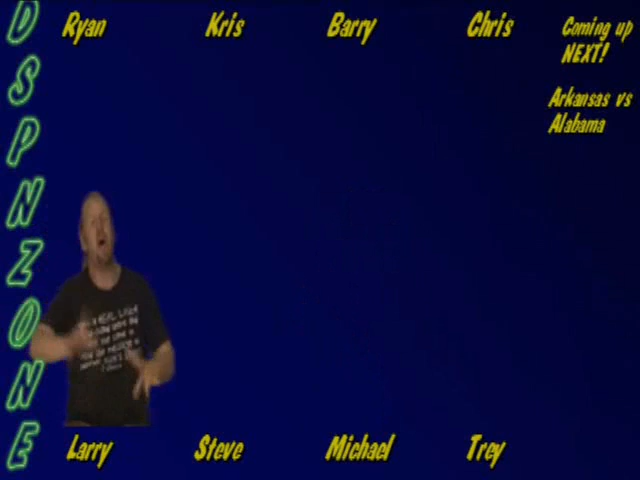 DSPNZONE
Ryan
Kris
Barry
Chris
Coming up
NEXT!
Arkansas vs
Alabama
Larry
Steve
Michael
Trey